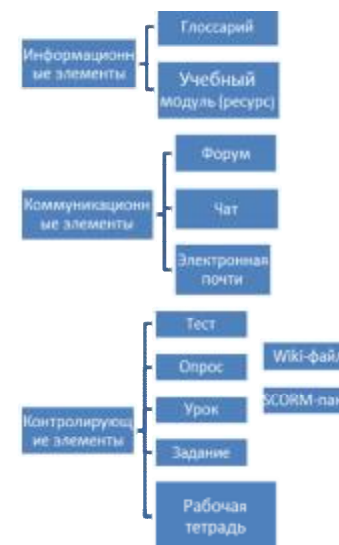 Глоссарий
Информационн
ые элементы
Учебный
модуль (ресурс)
Форум
Коммуникационн
ые элементы
Чат
Электронная
почти
Тест
Опрос
Wiki-файл
Урок
SCORM-пак
Контролирующ
ие элементы
Задание
Рабочая
тетрадь